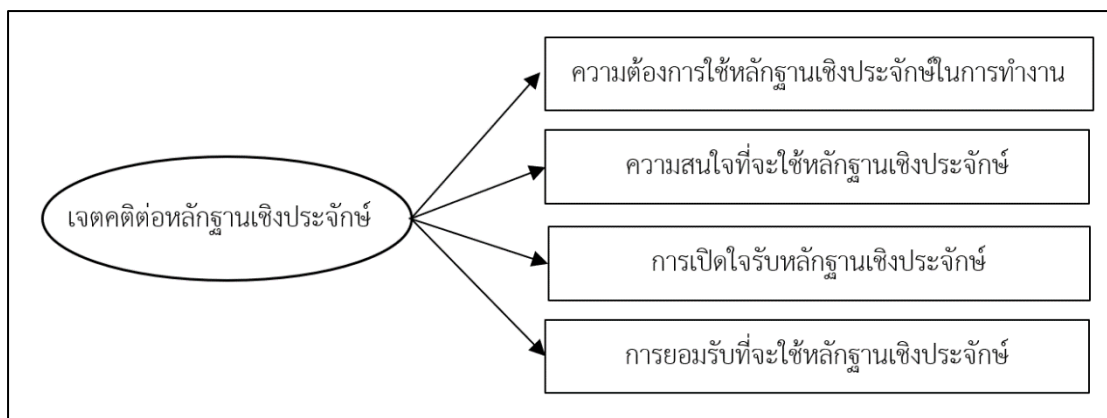 ความต้องการใช้หลักฐานเชิงประจักษ์ในการทำงาน
ความสนใจที่จะใช้หลักฐานเชิงประจักษ์
เจตคติต่อหลักฐานเชิงประจักษ์
การเปิดใจรับหลักฐานเชิงประจักษ์
การยอมรับที่จะใช้หลักฐานเชิงประจักษ์